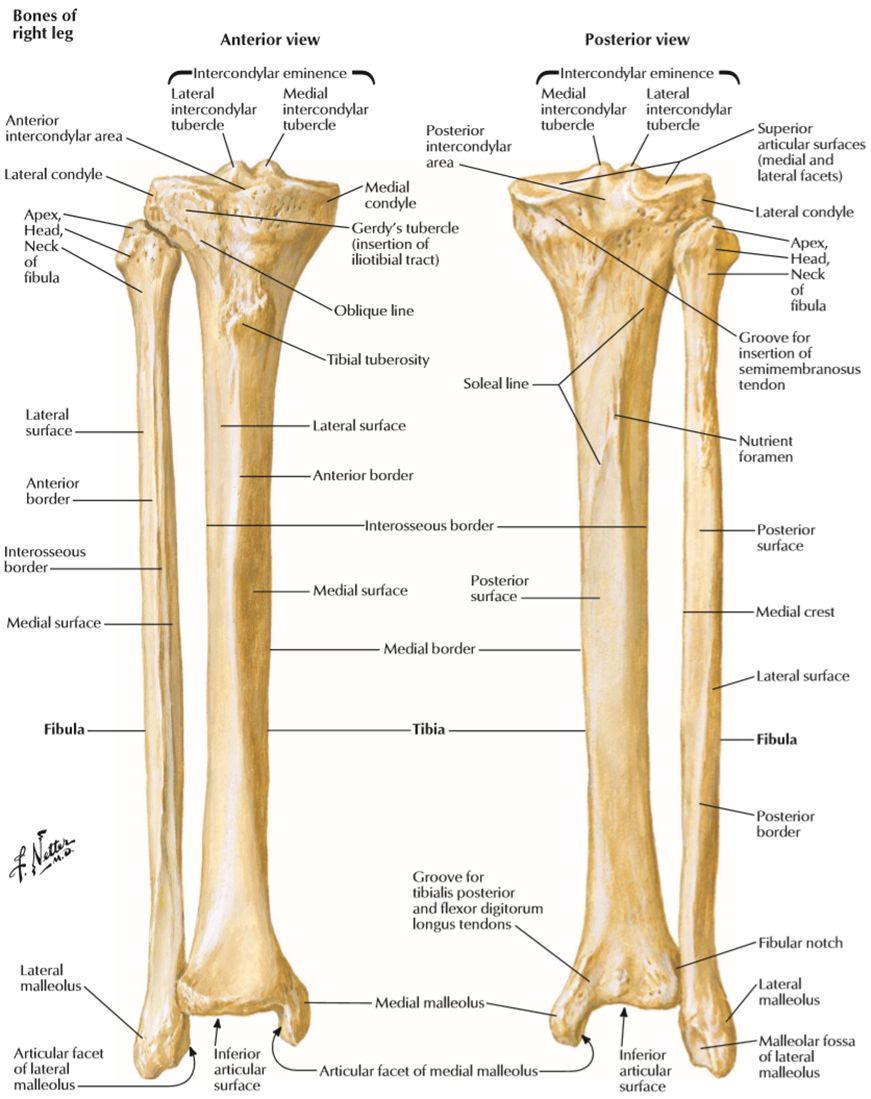 Bones of
right leg
Anterior view
Posterior view
Intercondylar eminence
Lateral
intercondylar
tubercle
Medial
intercondylar
tubercle
Intercondylar eminence
Medial
intercondylar
tubercle
Lateral
intercondylar
tubercle
Anterior
intercondylar area
Lateral condyle
Apex,
Head,
Neck
of
fibula
Medial
condyle
Gerdy's tubercle
(insertion of
iliotibial tract)
Oblique line
Tibial tuberosity
Posterior
intercondylar
area
Superior
articular surfaces
(medial and
lateral facets)
Lateral condyle
Apex,
Head,
Neck
of
fibula
Groove for
insertion of
semimembranosus
tendon
Soleal line
Nutrient
foramen
Lateral
surface
Anterior
border
Interosseous
border
Medial surface
Lateral surface
Anterior border
Interosseous border
Medial surface
Medial border
Posterior
surface
Posterior
surface
Medial crest
Lateral surface
Fibula
Tibia
Fibula
Posterior
border
F. Netter
M.D.
Groove for
tibialis posterior
and flexor digitorum
longus tendons
Fibular notch
Lateral
malleolus
Medial malleolus
Lateral
malleolus
Articular facet
of lateral
malleolus
Inferior
articular
surface
Articular facet of medial malleolus
Inferior
articular
surface
Malleolar fossa
of lateral
malleolus